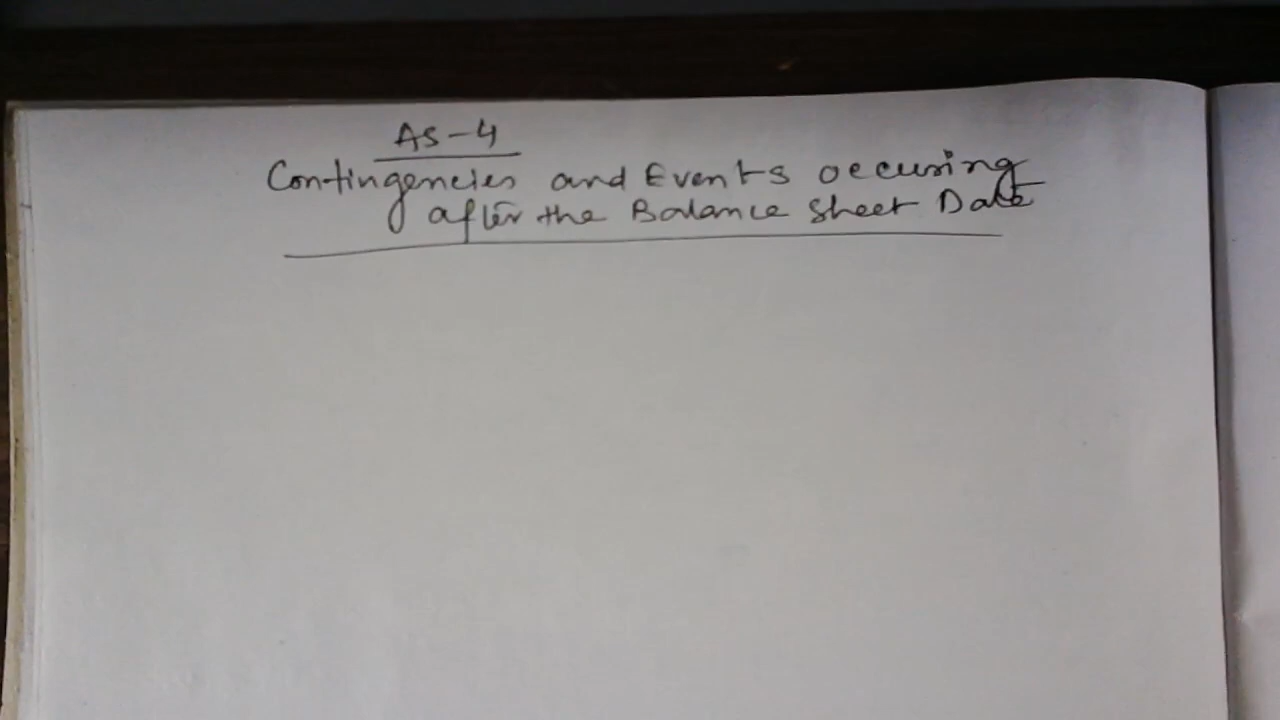 AS-4
Contingencies and Events occuring
after the Balance Sheet Date